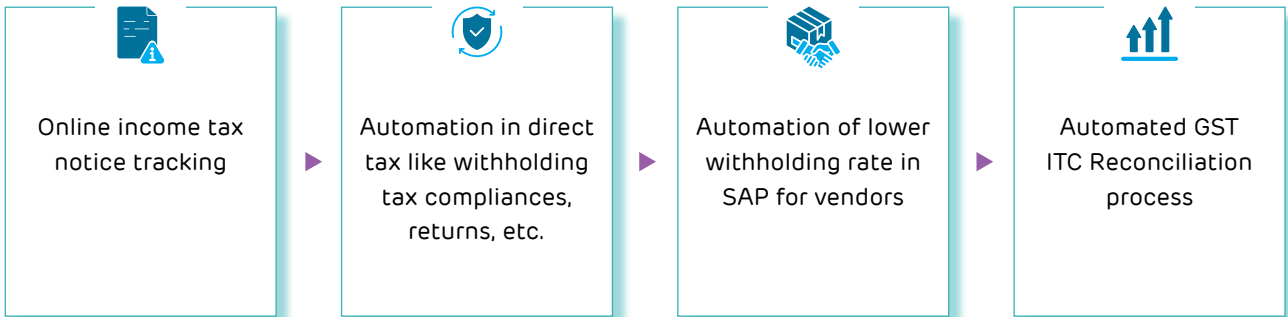 Online income tax
notice tracking
Automation in direct
tax like withholding
tax compliances,
returns, etc.
Automation of lower
withholding rate in
SAP for vendors
Automated GST
ITC Reconciliation
process